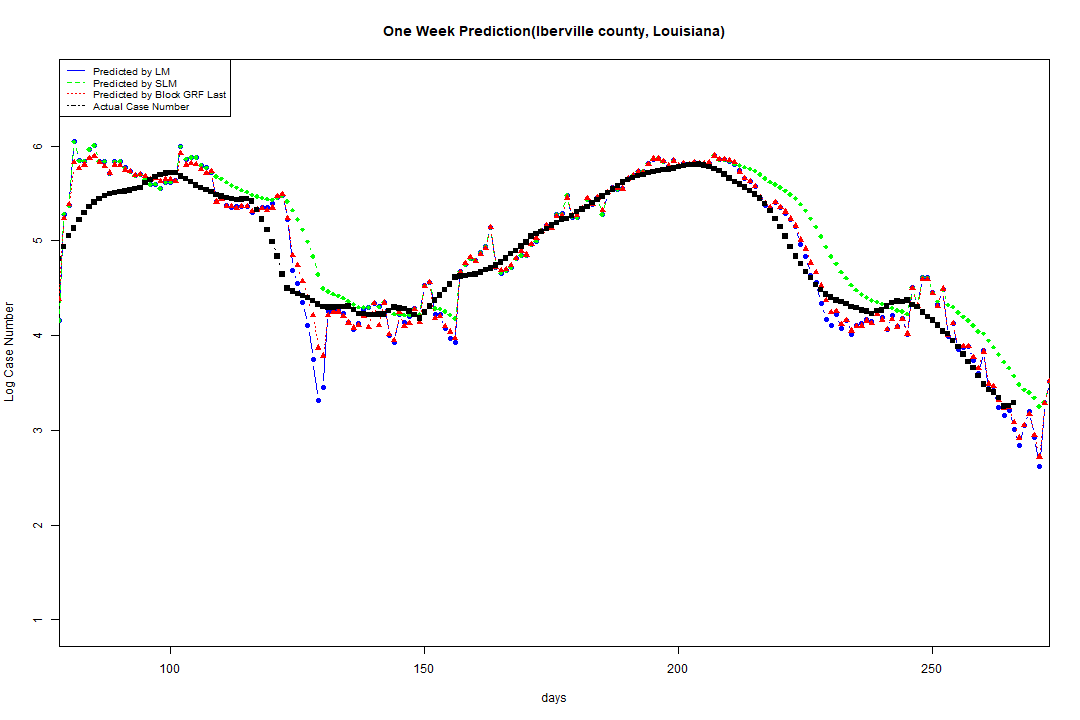 One Week Prediction(Iberville county, Louisiana)
Predicted by LM
Predicted by SLM
Predicted by Block GRF Last
Actual Case Number
Log Case Number
6
5
4
3
2
1
100 150 200 250
days